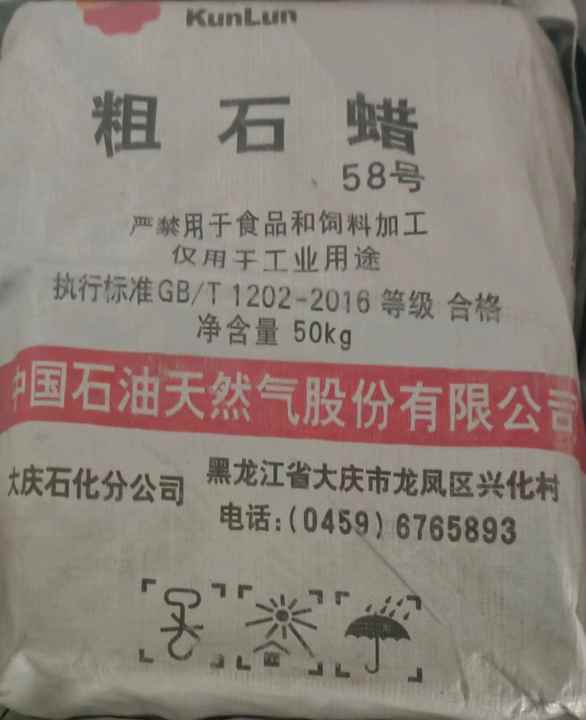 KunLun
粗石蜡
58号
严禁用于食品和饲料加工
仅用于工业用途
执行标准GB/T 1202-2016 等级 合格
净含量 50kg
中国石油天然气股份有限公司
大庆石化分公司
黑龙江省大庆市龙凤区兴化村
电话:(0459) 6765893